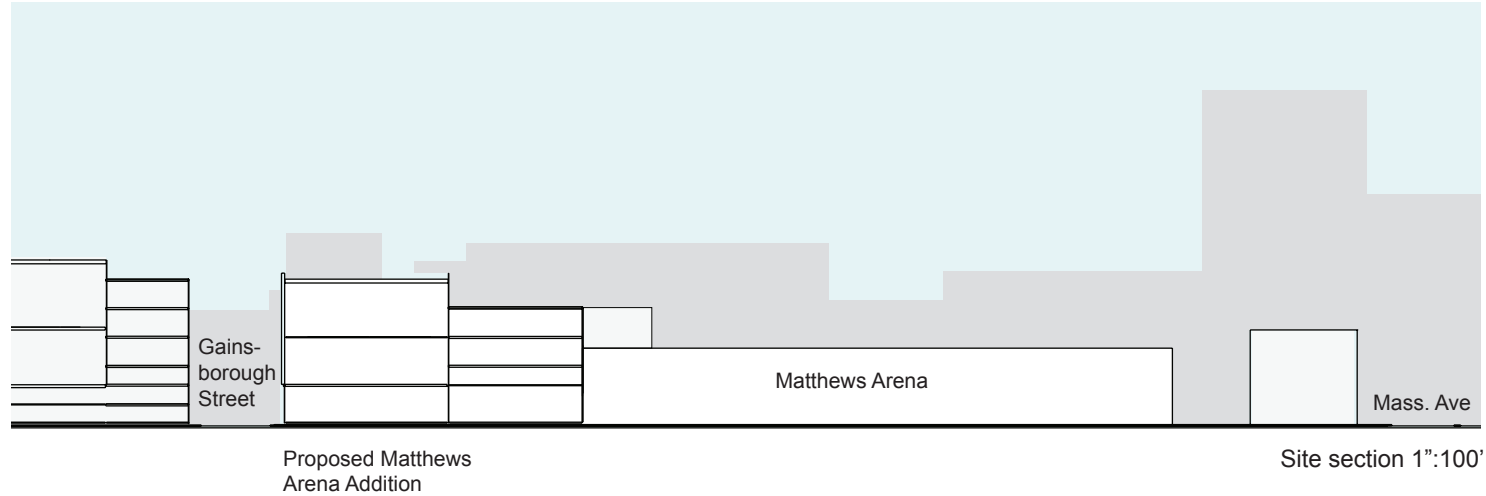 Gains-
borough
Street
Matthews Arena
Mass. Ave
Proposed Matthews
Arena Addition
Site section 1”:100’